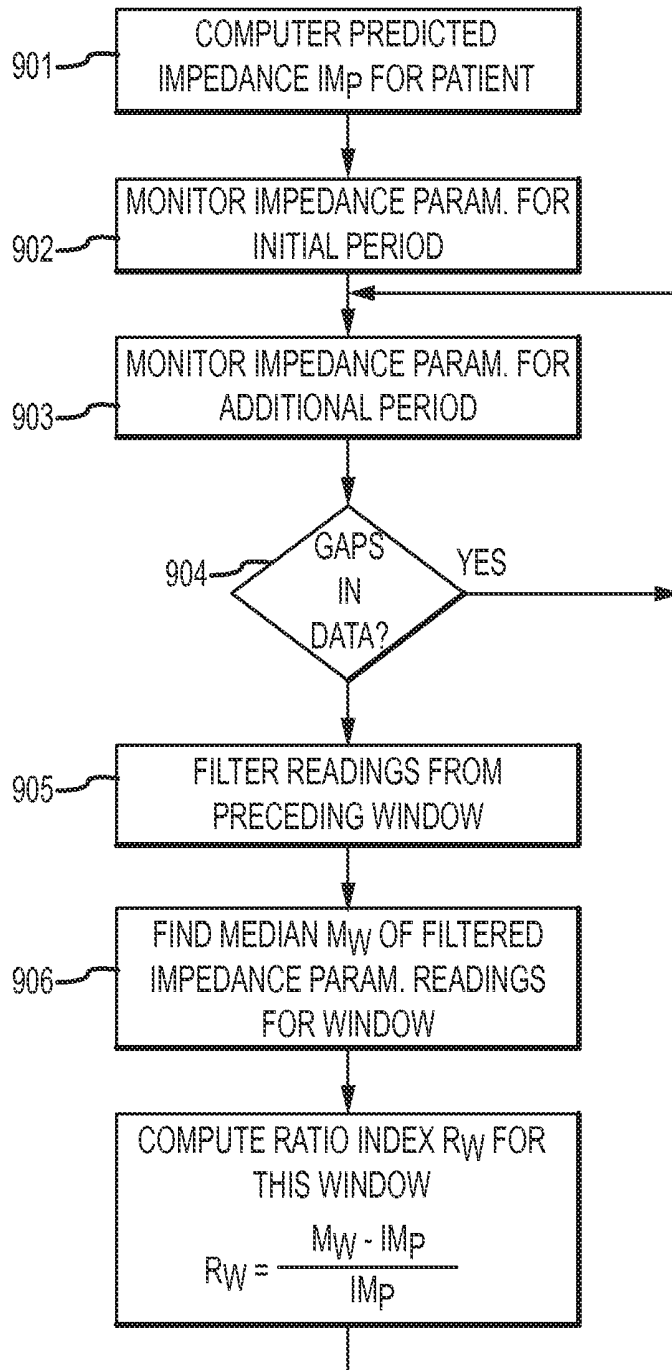 901
COMPUTER PREDICTED
IMPEDANCE IMP FOR PATIENT
902
MONITOR IMPEDANCE PARAM. FOR
INITIAL PERIOD
903
MONITOR IMPEDANCE PARAM. FOR
ADDITIONAL PERIOD
904
GAPS
IN
DATA?
YES
905
FILTER READINGS FROM
PRECEDING WINDOW
906
FIND MEDIAN MW OF FILTERED
IMPEDANCE PARAM. READINGS
FOR WINDOW
COMPUTE RATIO INDEX RW FOR
THIS WINDOW
RW = MW - IMP
IMP